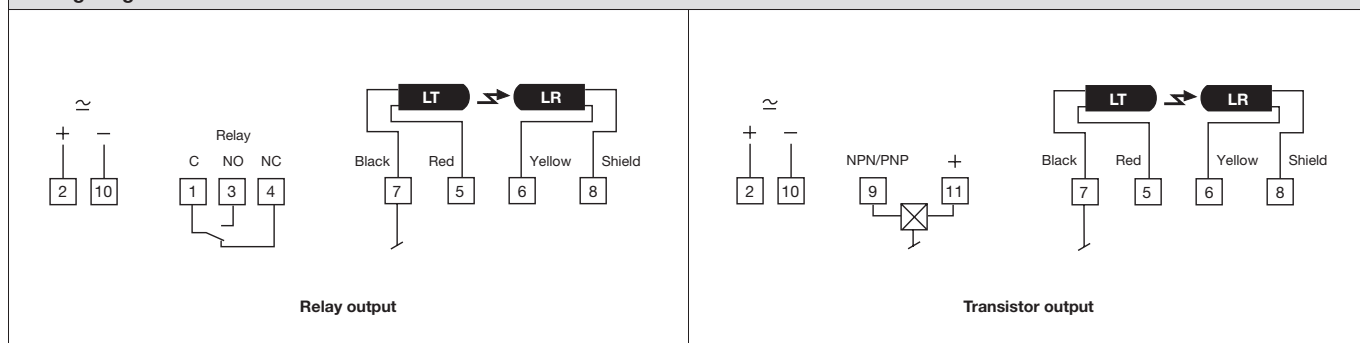 LT LR
≃
+ −
Relay
C NO NC
Black Red Yellow Shield
2 10 1 3 4 7 5 6 8
Relay output
LT LR
≃
+ −
NPN/PNP +
Black Red Yellow Shield
2 10 9 11 7 5 6 8
Transistor output